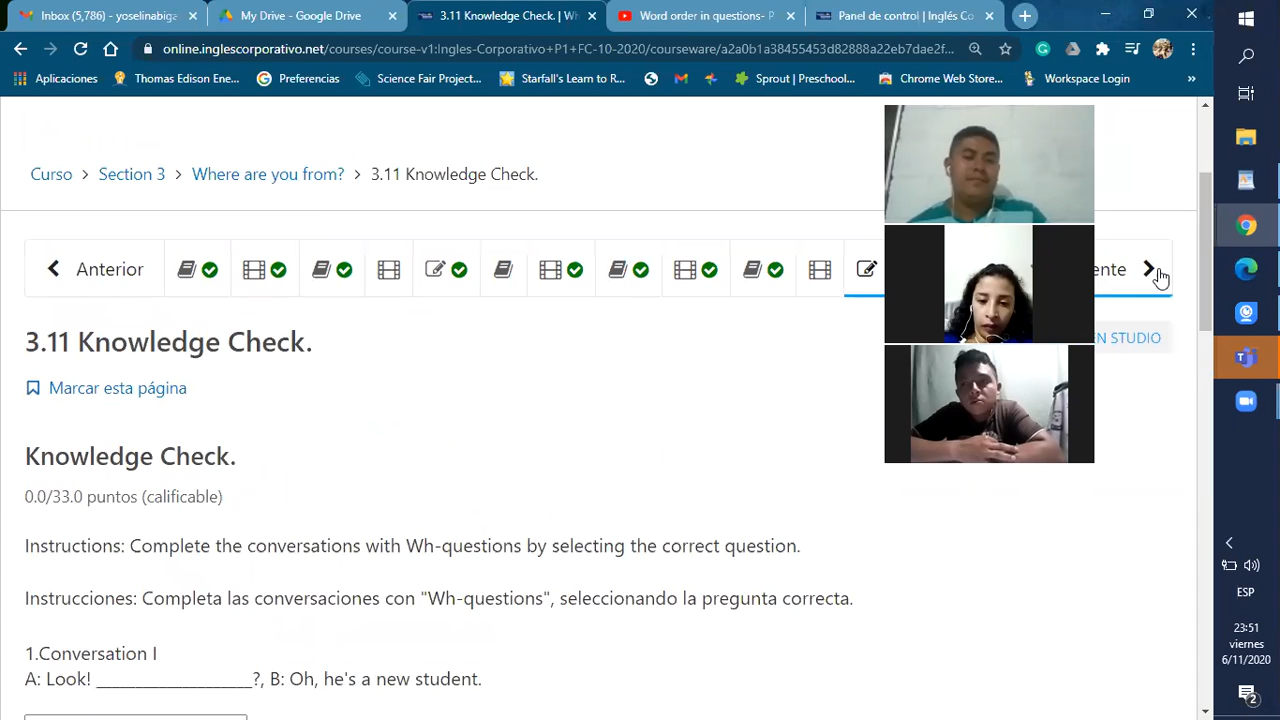 Inbox (5,786) - yoselinabiga
My Drive - Google Drive
3.11 Knowledge Check. | Wh
Word order in questions- P
Panel de control | Inglés Co
online.inglescorporativo.net/courses/course-v1:Ingles-Corporativo+P1+FC-10-2020/courseware/a2a0b1a38455453d82888a22eb7dae2f...
Aplicaciones
Thomas Edison Ene...
Preferencias
Science Fair Project...
Starfall's Learn to R...
Sprout | Preschool...
Chrome Web Store...
Workspace Login
»
Curso > Section 3 > Where are you from? > 3.11 Knowledge Check.
Anterior
ente
3.11 Knowledge Check.
EN STUDIO
Marcar esta página
Knowledge Check.
0.0/33.0 puntos (calificable)
Instructions: Complete the conversations with Wh-questions by selecting the correct question.
Instrucciones: Completa las conversaciones con "Wh-questions", seleccionando la pregunta correcta.
1.Conversation I
A: Look! ____________________?, B: Oh, he's a new student.
ESP
23:51
viernes
6/11/2020
2